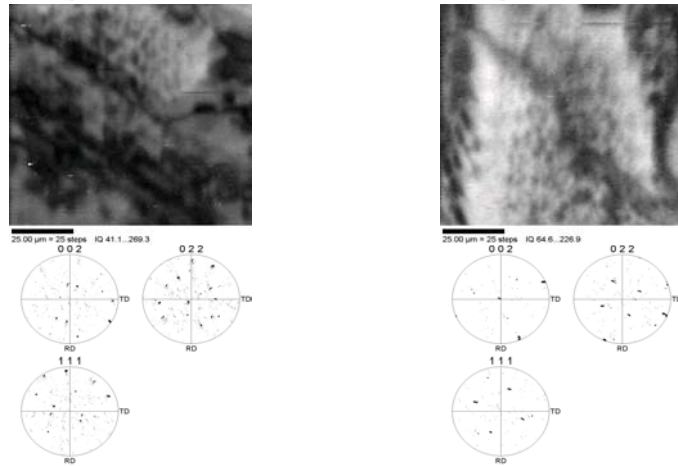 25.00 μm = 25 steps IQ 41.1...269.3
0 0 2
0 2 2
TD
TD
RD
RD
1 1 1
TD
RD
25.00 μm = 25 steps IQ 64.6...226.9
0 0 2
0 2 2
TD
RD
RD
1 1 1
TD
RD